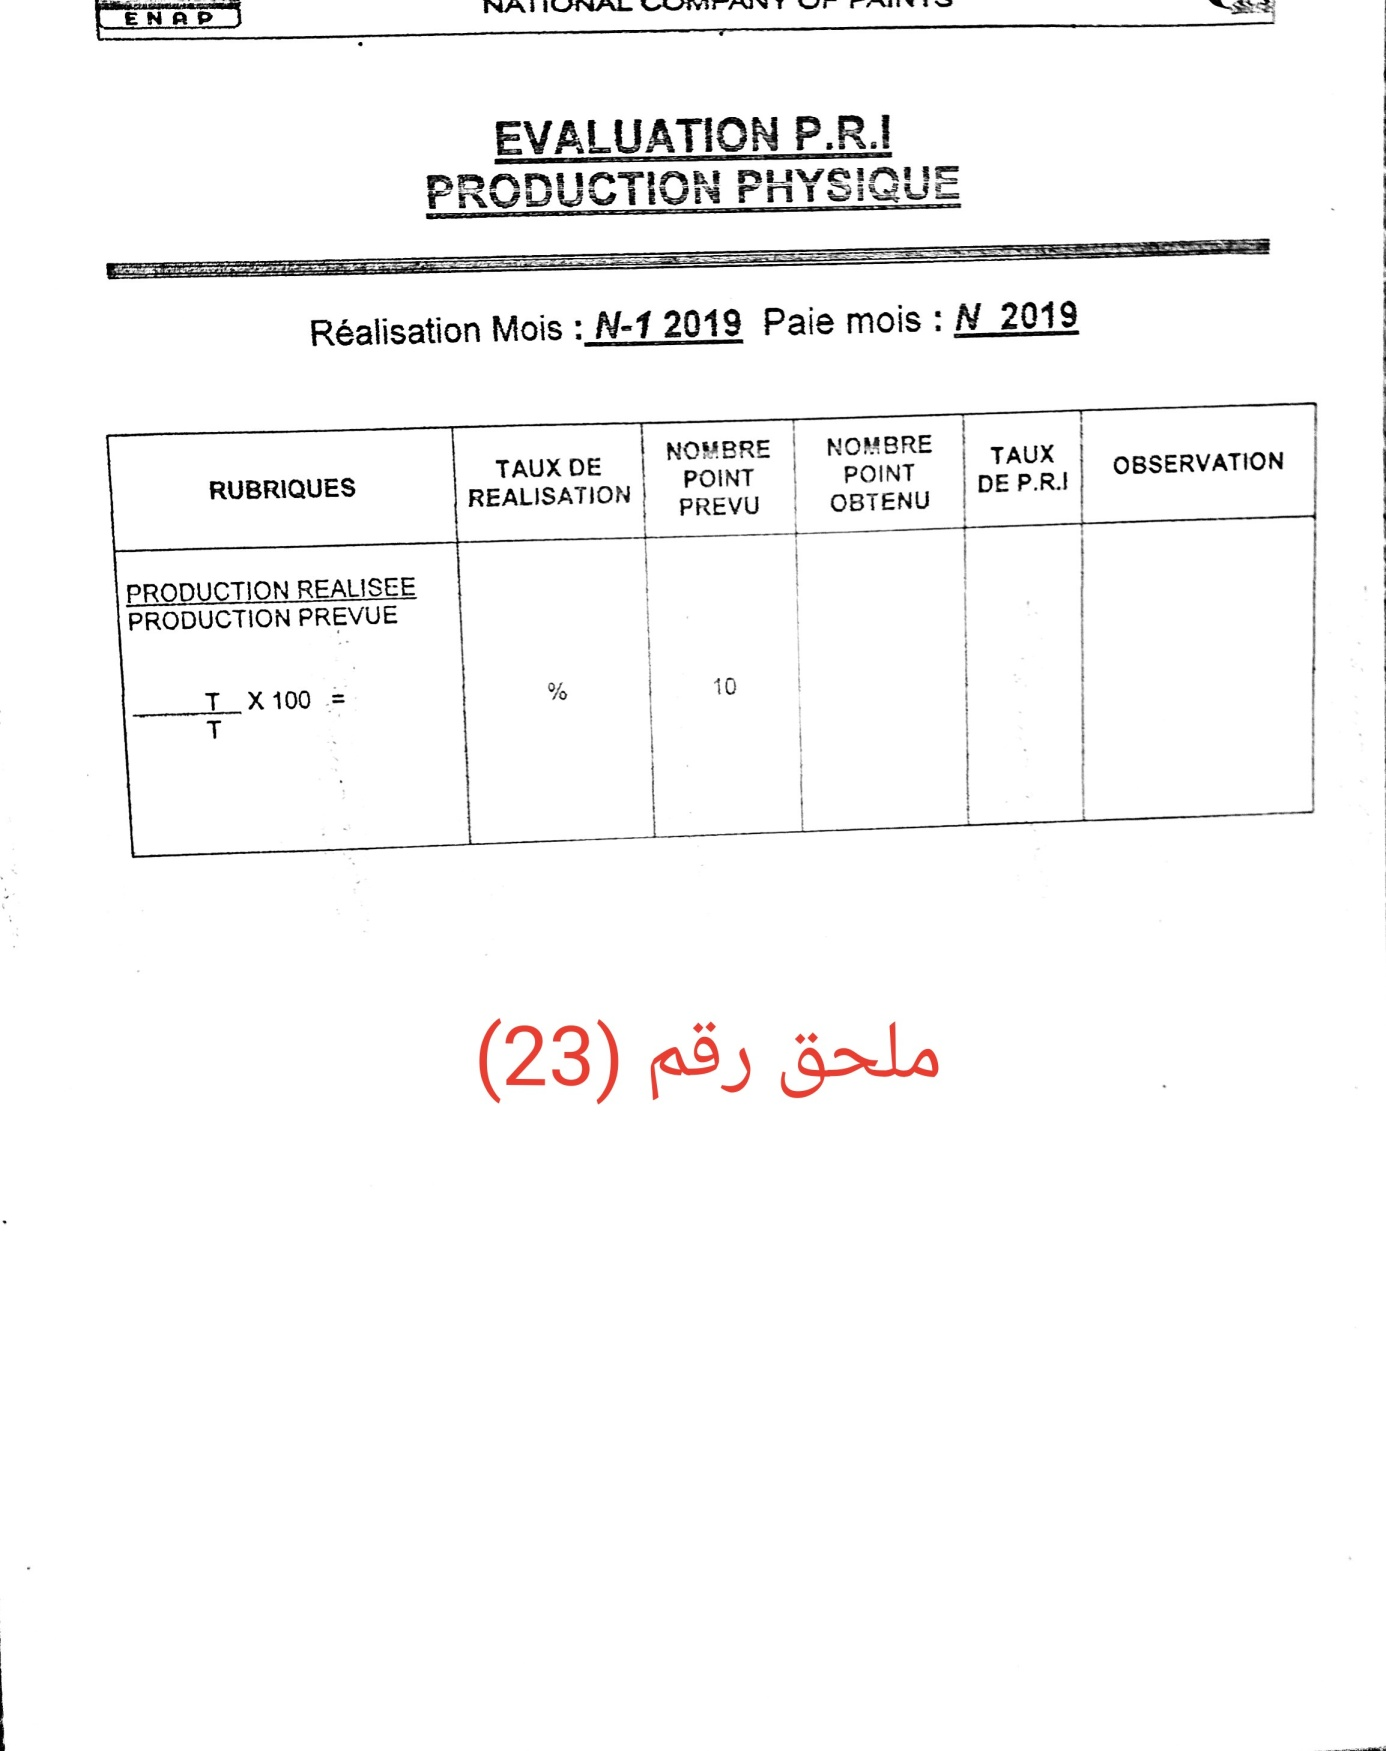 ENAP
NATIONAL COMPANY OF PAINTS
EVALUATION P.R.I
PRODUCTION PHYSIQUE
Réalisation Mois : N-1 2019 Paie mois : N 2019
RUBRIQUES
TAUX DE
REALISATION
NOMBRE
POINT
PREVU
NOMBRE
POINT
OBTENU
TAUX
DE P.R.I
OBSERVATION
PRODUCTION REALISEE
PRODUCTION PREVUE
T X 100 =
T
%
10
ملحق رقم (23)